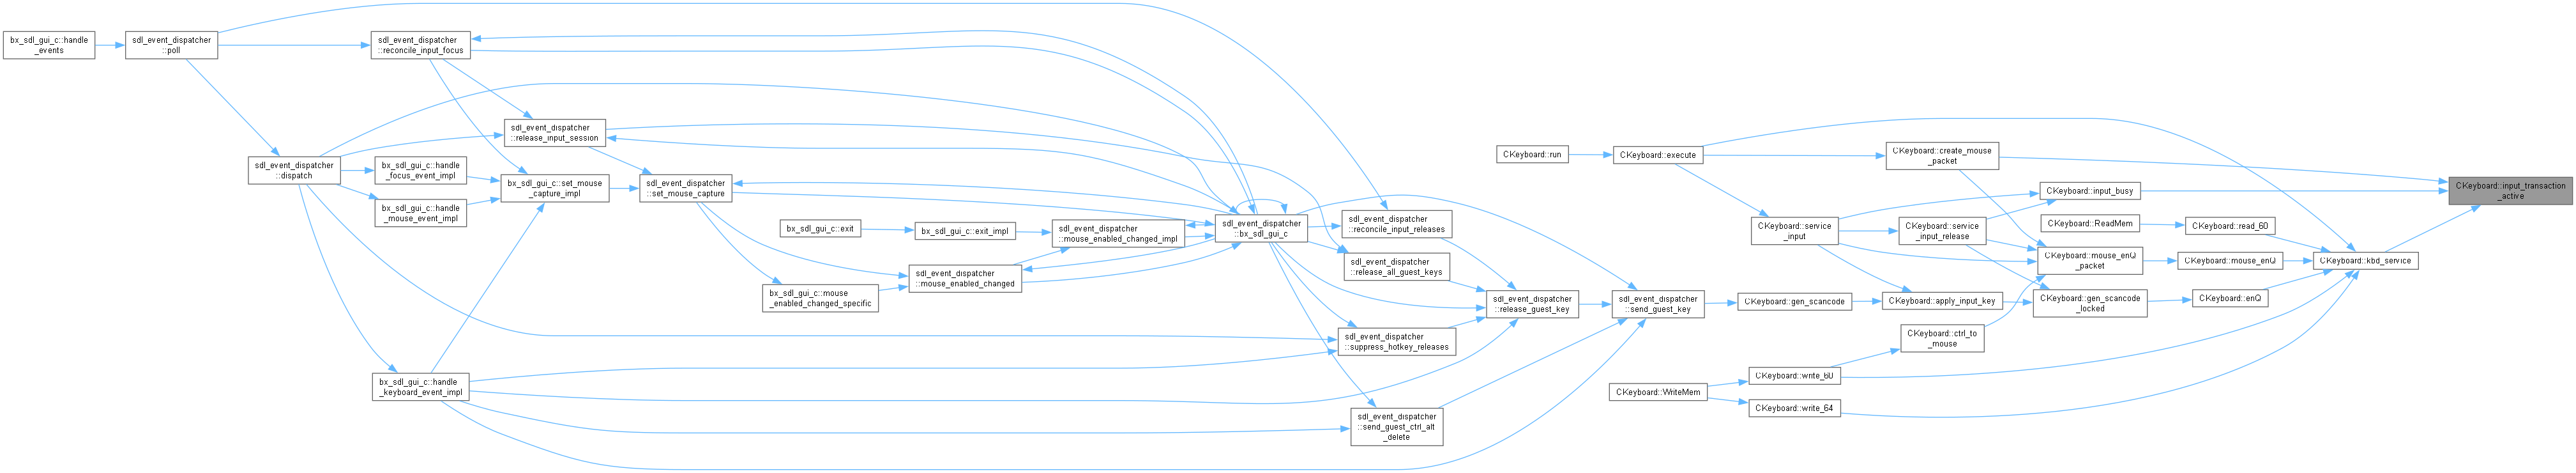 bx_sdl_gui_c::handle
_events
sdl_event_dispatcher
::poll
sdl_event_dispatcher
::reconcile_input_focus
sdl_event_dispatcher
::dispatch
bx_sdl_gui_c::handle
_focus_event_impl
bx_sdl_gui_c::handle
_mouse_event_impl
bx_sdl_gui_c::handle
_keyboard_event_impl
sdl_event_dispatcher
::release_input_session
bx_sdl_gui_c::set_mouse
_capture_impl
sdl_event_dispatcher
::set_mouse_capture
bx_sdl_gui_c::exit
bx_sdl_gui_c::exit_impl
bx_sdl_gui_c::mouse
_enabled_changed_specific
sdl_event_dispatcher
::mouse_enabled_changed
sdl_event_dispatcher
::mouse_enabled_changed_impl
sdl_event_dispatcher
::bx_sdl_gui_c
sdl_event_dispatcher
::reconcile_input_releases
sdl_event_dispatcher
::release_all_guest_keys
sdl_event_dispatcher
::suppress_hotkey_releases
sdl_event_dispatcher
::send_guest_ctrl_alt
_delete
sdl_event_dispatcher
::release_guest_key
sdl_event_dispatcher
::send_guest_key
CKeyboard::run
CKeyboard::execute
CKeyboard::WriteMem
CKeyboard::gen_scancode
CKeyboard::service
_input
CKeyboard::write_60
CKeyboard::write_64
CKeyboard::create_mouse
_packet
CKeyboard::service
_input_release
CKeyboard::apply_input_key
CKeyboard::ctrl_to
_mouse
CKeyboard::input_busy
CKeyboard::ReadMem
CKeyboard::mouse_enQ
_packet
CKeyboard::gen_scancode
_locked
CKeyboard::read_60
CKeyboard::mouse_enQ
CKeyboard::enQ
CKeyboard::kbd_service
CKeyboard::input_transaction
_active